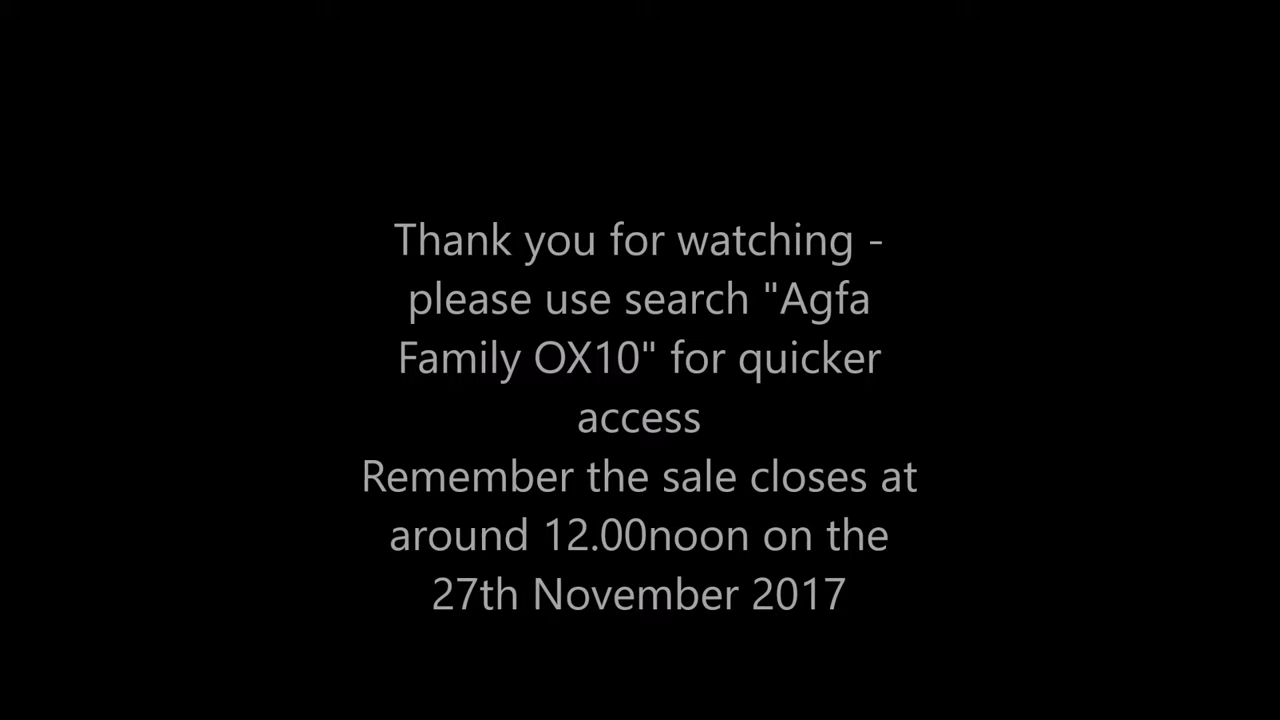 Thank you for watching -
please use search "Agfa
Family OX10" for quicker
access
Remember the sale closes at
around 12.00noon on the
27th November 2017